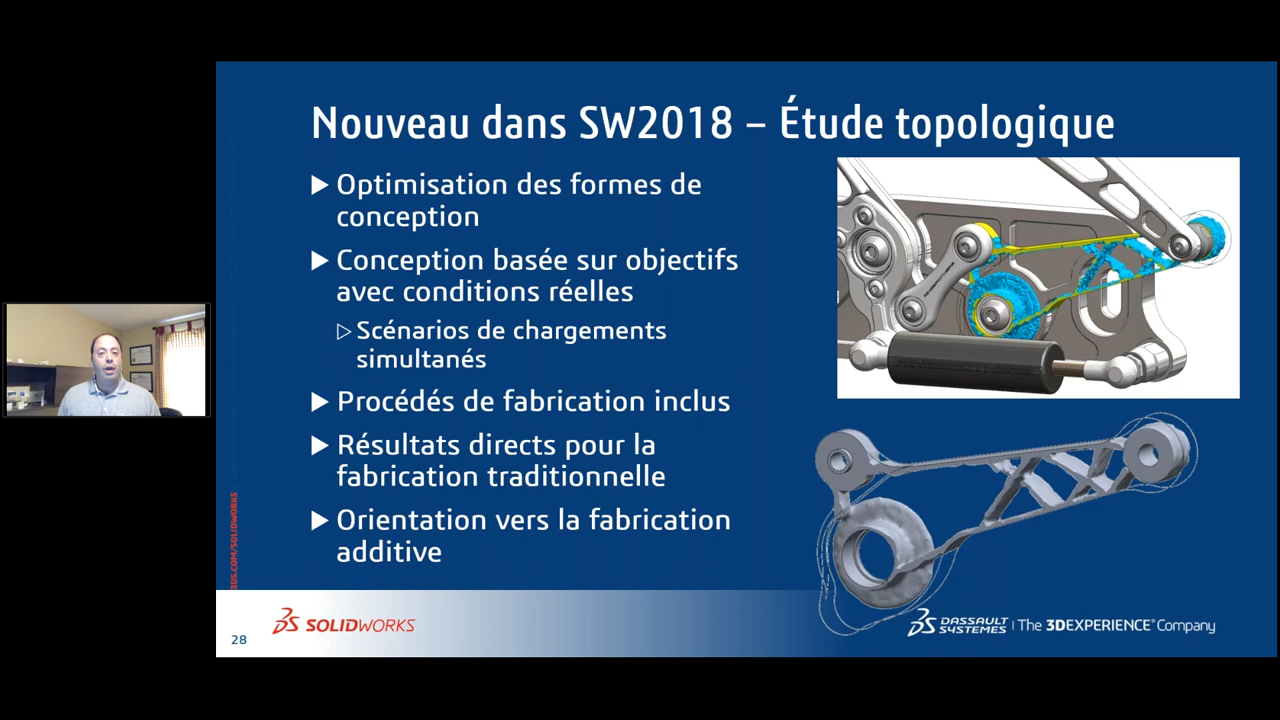 Nouveau dans SW2018 – Étude topologique
Optimisation des formes de
conception
Conception basée sur objectifs
avec conditions réelles
Scénarios de chargements
simultanés
Procédés de fabrication inclus
Résultats directs pour la
fabrication traditionnelle
Orientation vers la fabrication
additive
3DS.COM/SOLIDWORKS
28
SOLIDWORKS
DASSAULT
SYSTEMES | The 3DEXPERIENCE® Company